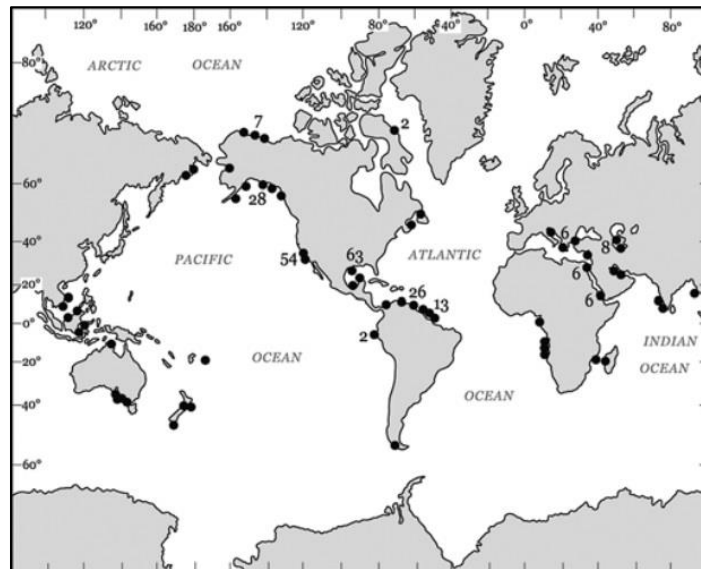 120° 160° 160° 120° 80° 40° 0° 40° 80°
80° ARCTIC OCEAN
7 2
60° 28
40° ATLANTIC 6 8
PACIFIC 54 63 6
20° 26 6
0° 13 INDIAN
2
20° OCEAN OCEAN
OCEAN
40°
60°